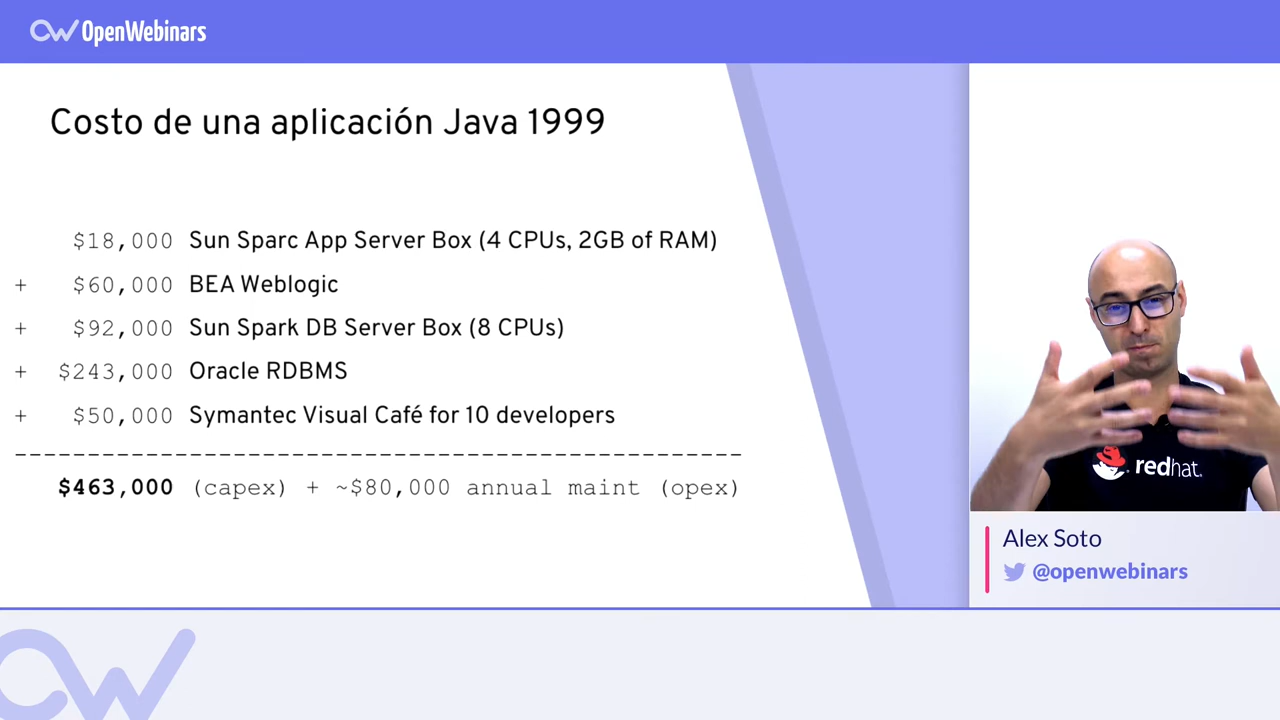 OpenWebinars
Costo de una aplicación Java 1999
$18,000 Sun Sparc App Server Box (4 CPUs, 2GB of RAM)
+ $60,000 BEA Weblogic
+ $92,000 Sun Spark DB Server Box (8 CPUs)
+ $243,000 Oracle RDBMS
+ $50,000 Symantec Visual Café for 10 developers
--------------------------------------------------
$463,000 (capex) + ~$80,000 annual maint (opex)
redhat.
Alex Soto
@openwebinars